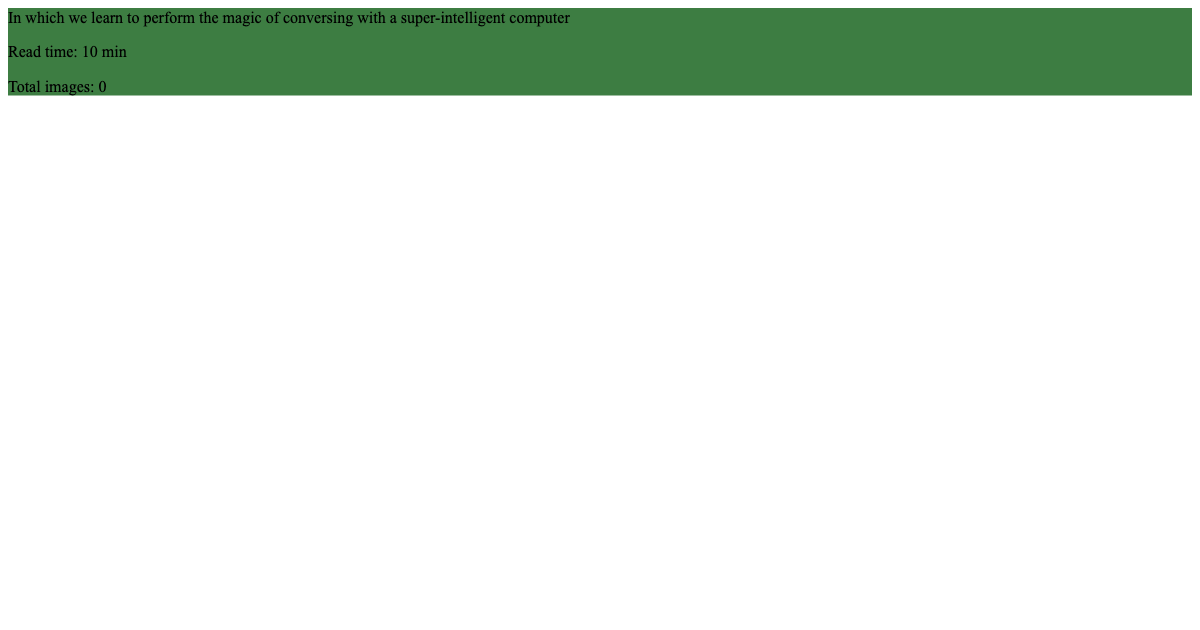 In which we learn to perform the magic of conversing with a super-intelligent computer
Read time: 10 min
Total images: 0